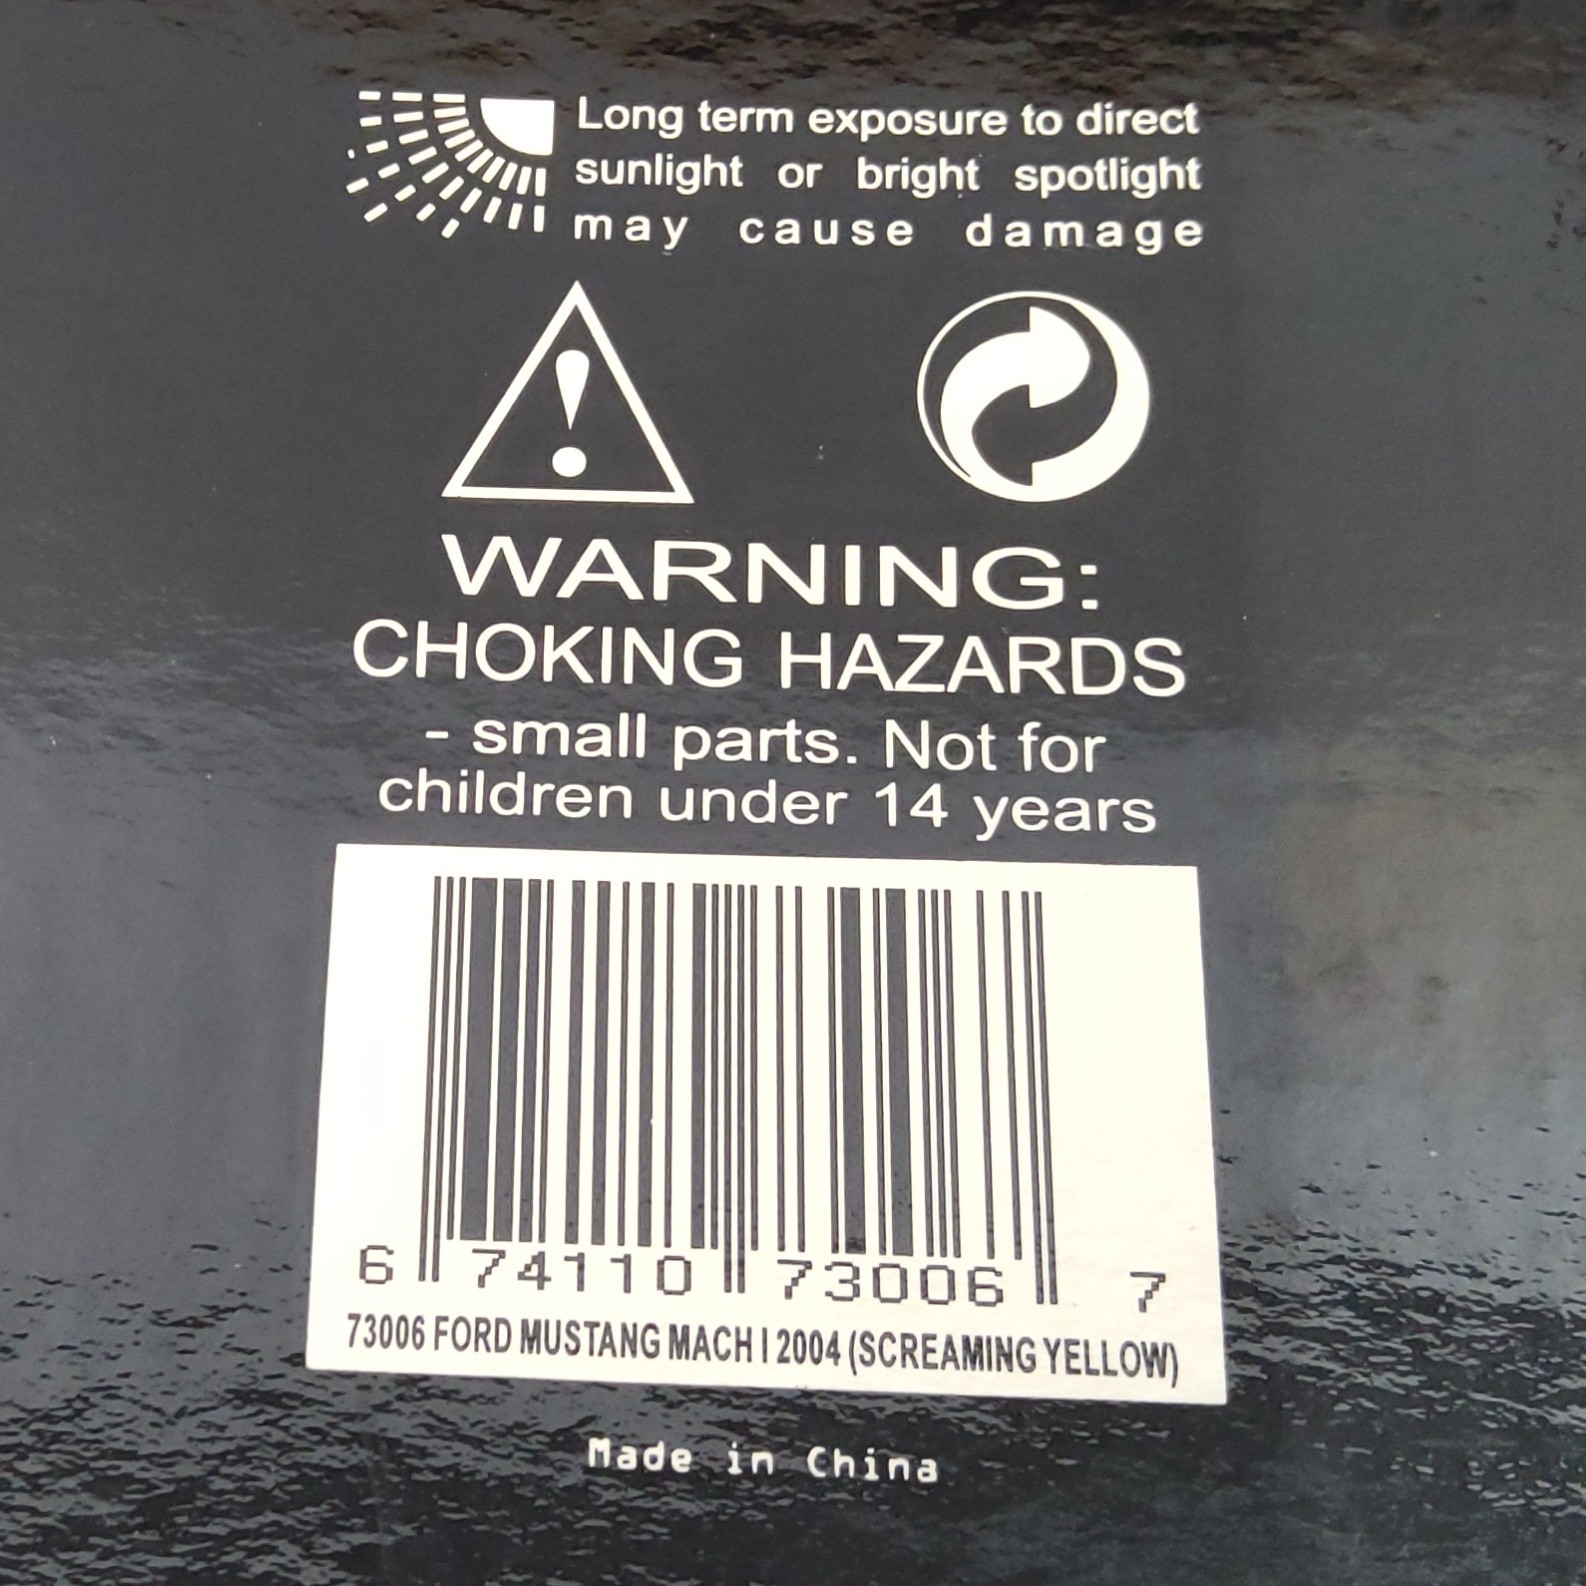 Long term exposure to direct
sunlight or bright spotlight
may cause damage
WARNING:
CHOKING HAZARDS
- small parts. Not for
children under 14 years
6 74110 73006 7
73006 FORD MUSTANG MACH I 2004 (SCREAMING YELLOW)
Made in China